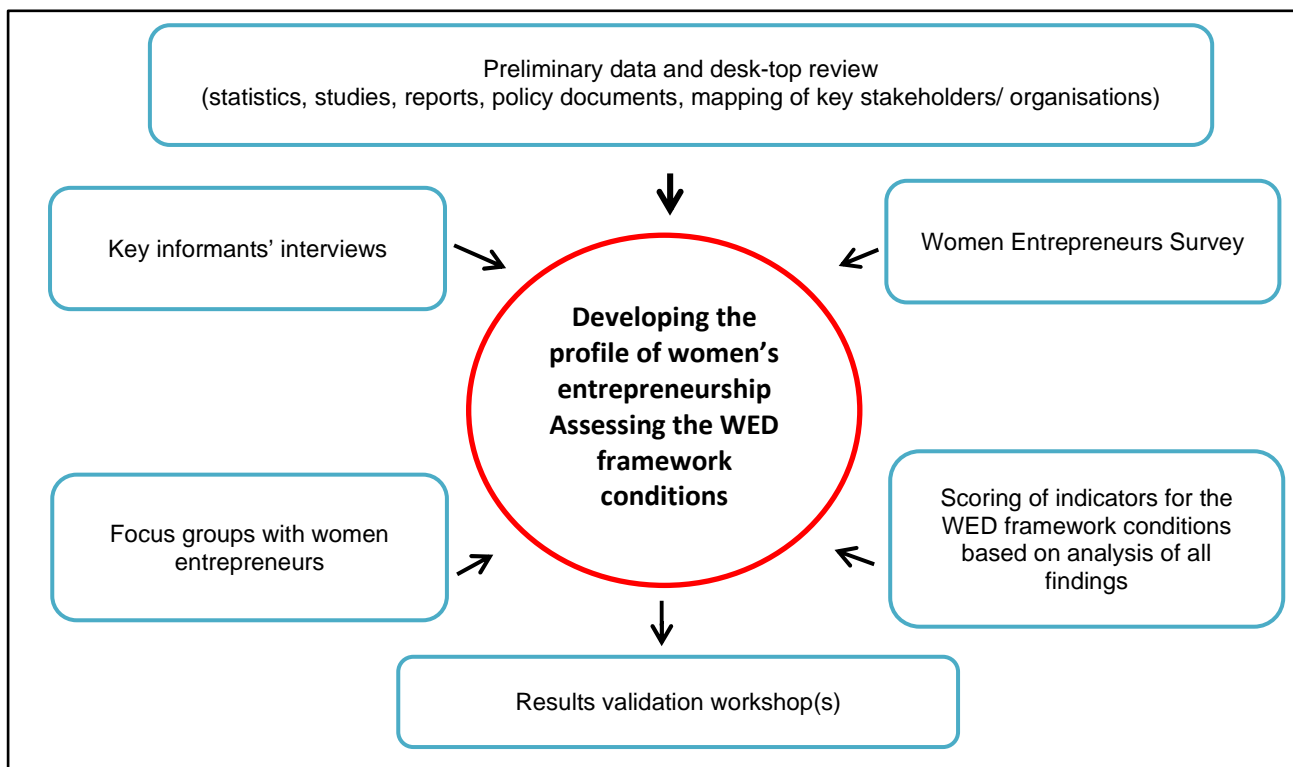 Preliminary data and desk-top review
(statistics, studies, reports, policy documents, mapping of key stakeholders/ organisations)
Key informants’ interviews
Women Entrepreneurs Survey
Developing the
profile of women’s
entrepreneurship
Assessing the WED
framework
conditions
Focus groups with women
entrepreneurs
Scoring of indicators for the
WED framework conditions
based on analysis of all
findings
Results validation workshop(s)